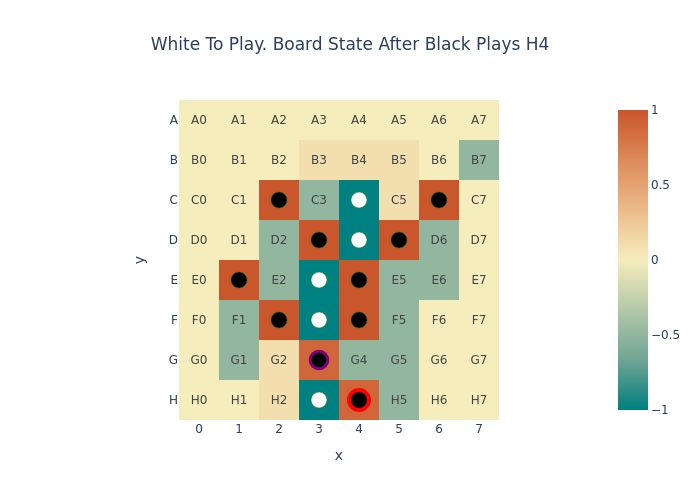 White To Play. Board State After Black Plays H4
A A0 A1 A2 A3 A4 A5 A6 A7
B B0 B1 B2 B3 B4 B5 B6 B7
C C0 C1 C3 C5 C7
D D0 D1 D2 D6 D7
E E0 E2 E5 E6 E7
F F0 F1 F5 F6 F7
G G0 G1 G2 G4 G5 G6 G7
H H0 H1 H2 H5 H6 H7
0 1 2 3 4 5 6 7
x
y
1
0.5
0
−0.5
−1